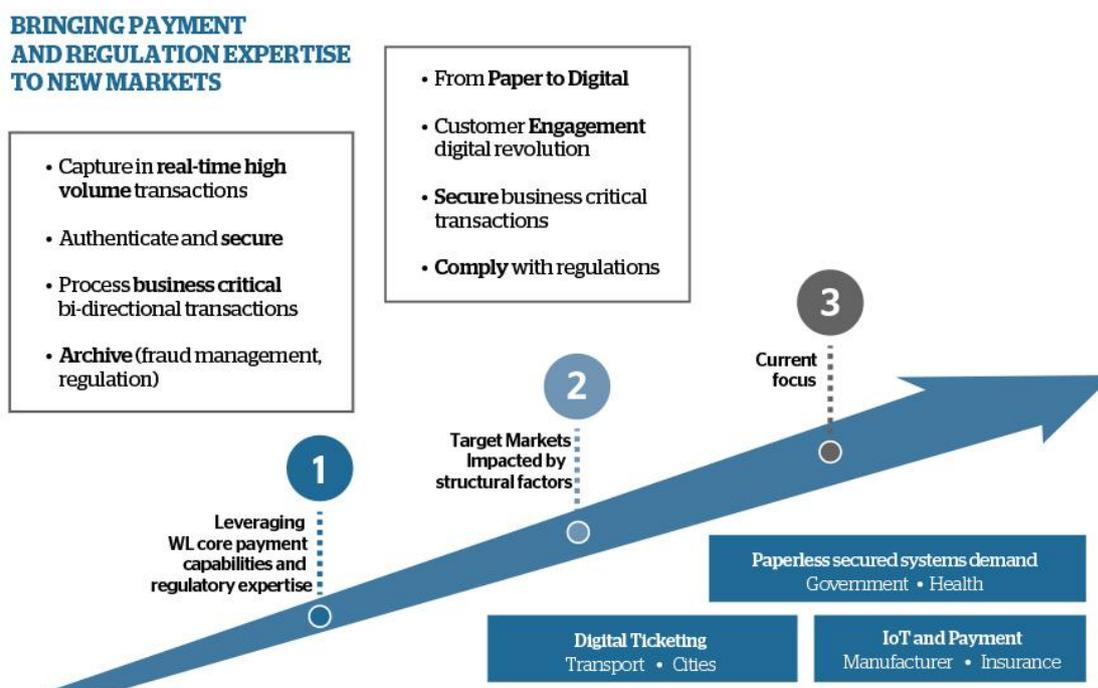 BRINGING PAYMENT
AND REGULATION EXPERTISE
TO NEW MARKETS
• Capture in real-time high
volume transactions
• Authenticate and secure
• Process business critical
bi-directional transactions
• Archive (fraud management,
regulation)
• From Paper to Digital
• Customer Engagement
digital revolution
• Secure business critical
transactions
• Comply with regulations
1
Leveraging
WL core payment
capabilities and
regulatory expertise
2
Target Markets
Impacted by
structural factors
3
Current
focus
Paperless secured systems demand
Government • Health
Digital Ticketing
Transport • Cities
IoT and Payment
Manufacturer • Insurance